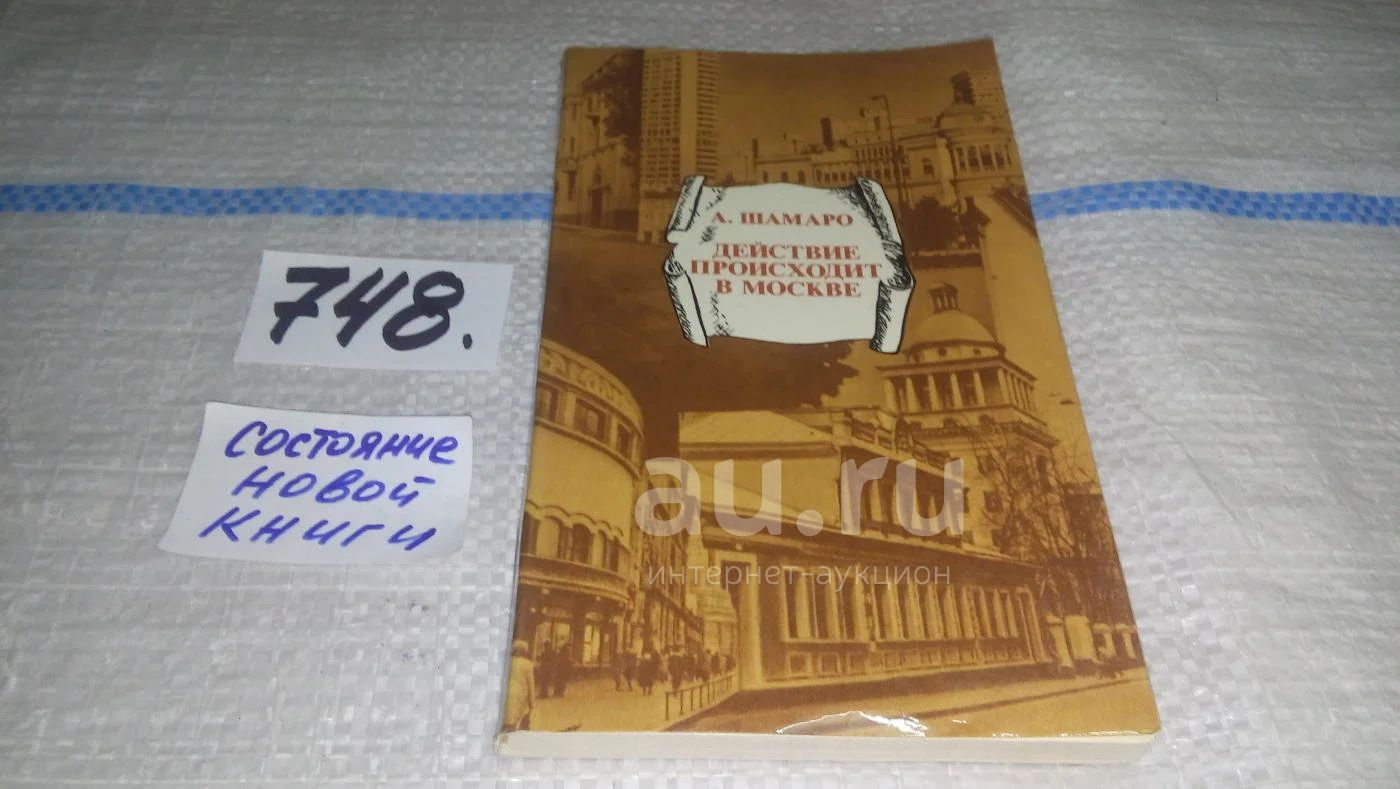 А. ШАМАРО
ДЕЙСТВИЕ
ПРОИСХОДИТ
В МОСКВЕ
748.
СОСТОЯНИЕ
НОВОЙ
КНИГИ
au.ru
интернет-аукцион